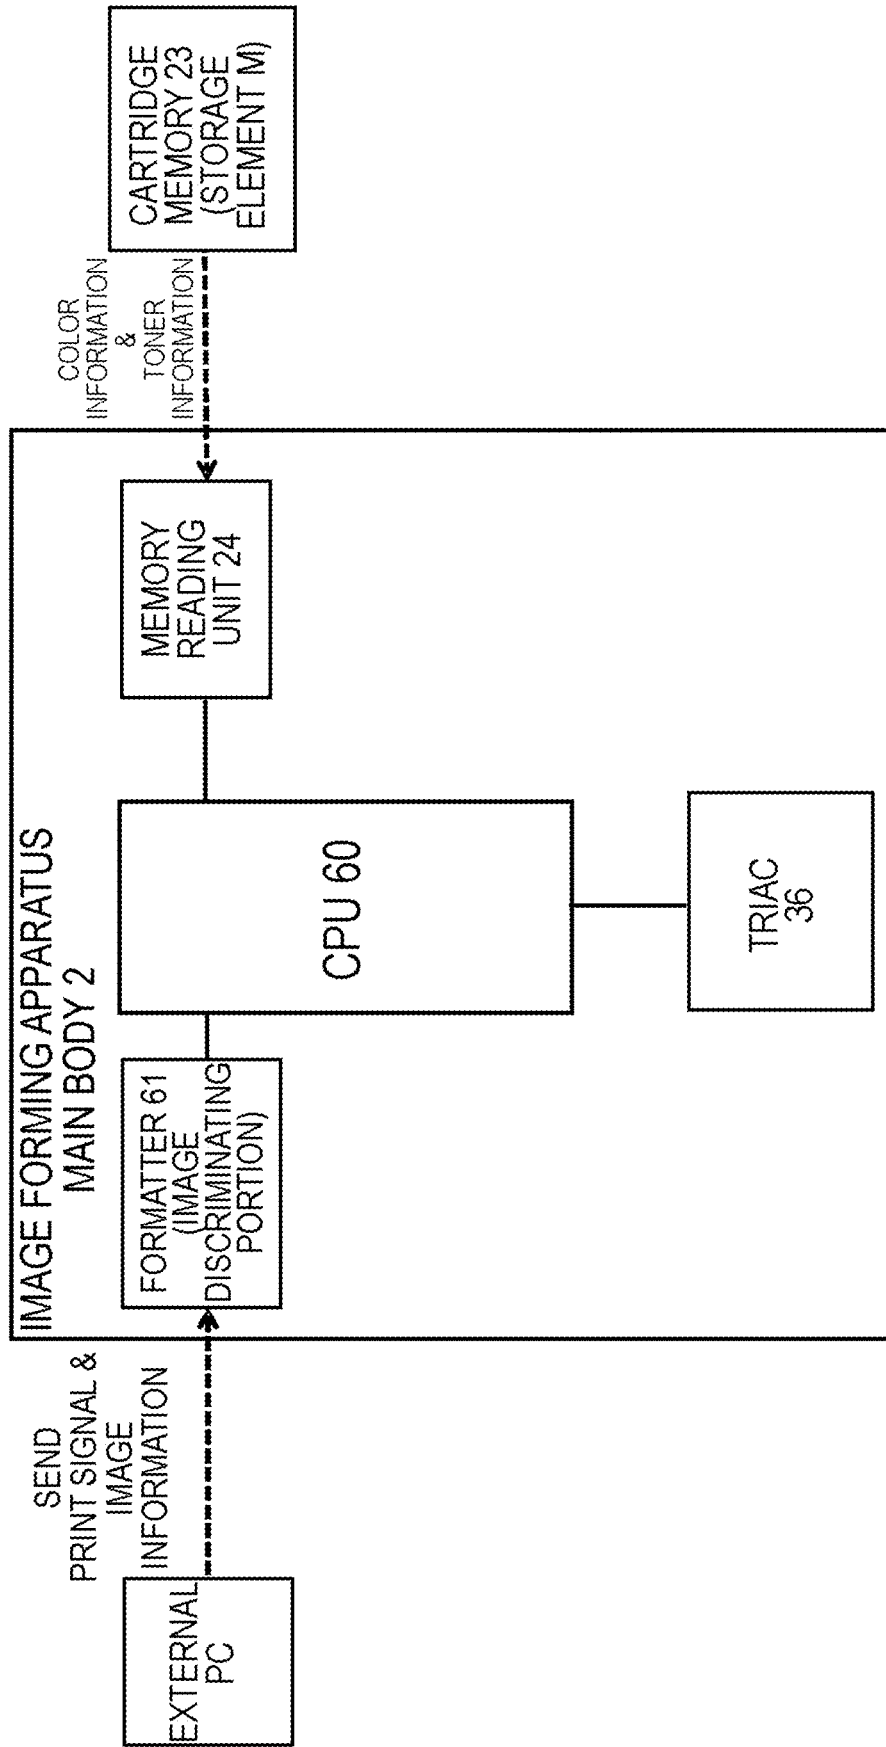 IMAGE FORMING APPARATUS
MAIN BODY 2
EXTERNAL
PC
SEND
PRINT SIGNAL &
IMAGE
INFORMATION
FORMATTER 61
(IMAGE
DISCRIMINATING
PORTION)
CPU 60
TRIAC
36
MEMORY
READING
UNIT 24
COLOR
INFORMATION
&
TONER
INFORMATION
CARTRIDGE
MEMORY 23
(STORAGE
ELEMENT M)